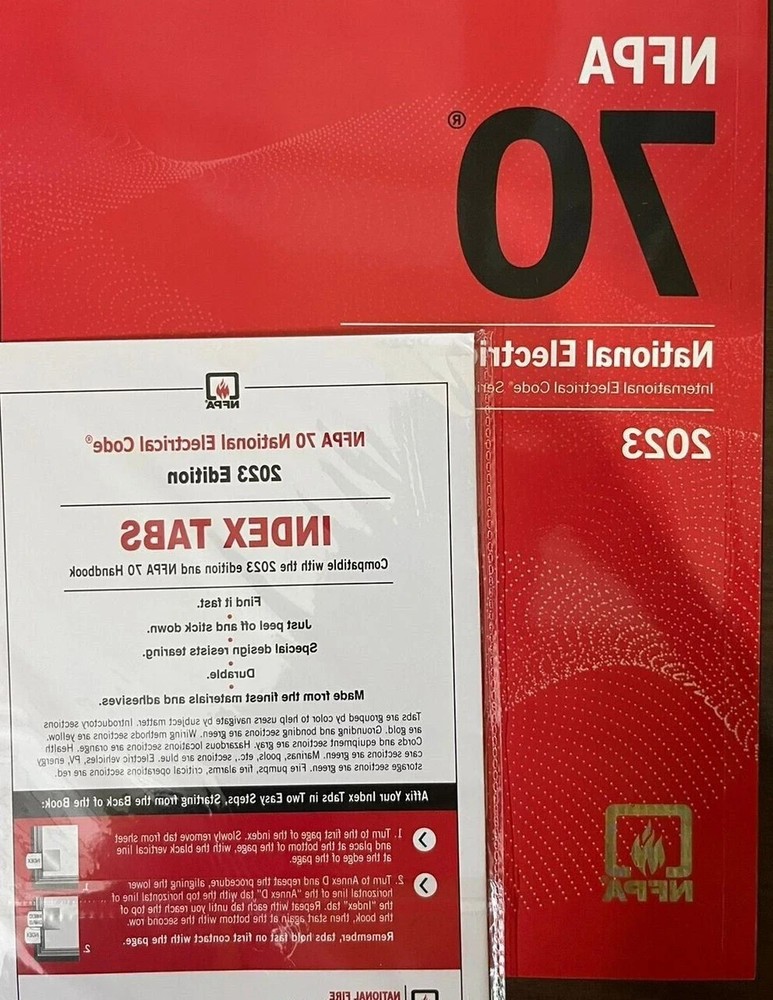 NFPA
70®
National Electric
International Electrical Code® Seri
2023
NFPA
NFPA®
NFPA 70 National Electrical Code®
2023 Edition
INDEX TABS
Compatible with the 2023 edition and NFPA 70 Handbook
Find it fast.
•
Just peel off and stick down.
•
Special design resists tearing.
•
Durable.
•
Made from the finest materials and adhesives.
Tabs are grouped by color to help users navigate by subject matter. Introductory sections
are gold. Grounding and bonding sections are green. Wiring methods sections are yellow.
Cords and equipment sections are gray. Hazardous locations sections are orange. Health
care sections are green. Marinas, pools, etc., sections are blue. Electric vehicles, PV, energy
storage sections are green. Fire pumps, fire alarms, critical operations sections are red.
Affix Your Index Tabs in Two Easy Steps, Starting from the Back of the Book:
1. Turn to the first page of the Index. Slowly remove tab from sheet
and place at the bottom of the page, with the black vertical line
at the edge of the page.
2. Turn to Annex D and repeat the procedure, aligning the lower
horizontal line of the "Annex D" tab with the top horizontal line of
the "Index" tab. Repeat with each tab until you reach the top of
the book, then start again at the bottom with the second row.
Remember, tabs hold fast on first contact with the page.
INDEX
1.
INDEX
2.
NATIONAL FIRE